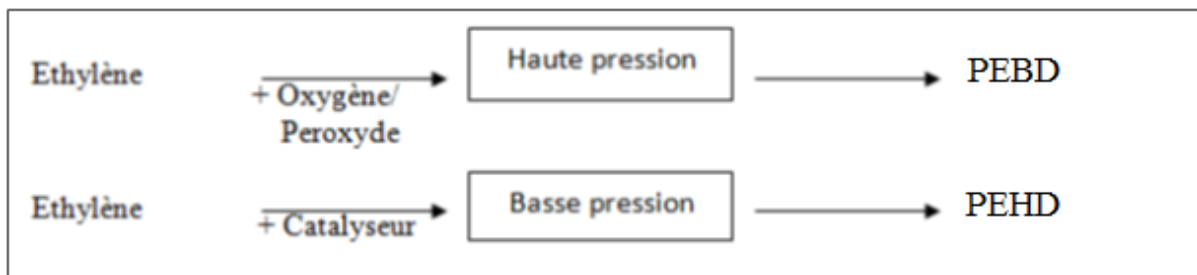 Ethylène + Oxygène/ Haute pression PEBD
Peroxyde
Ethylène + Catalyseur Basse pression PEHD